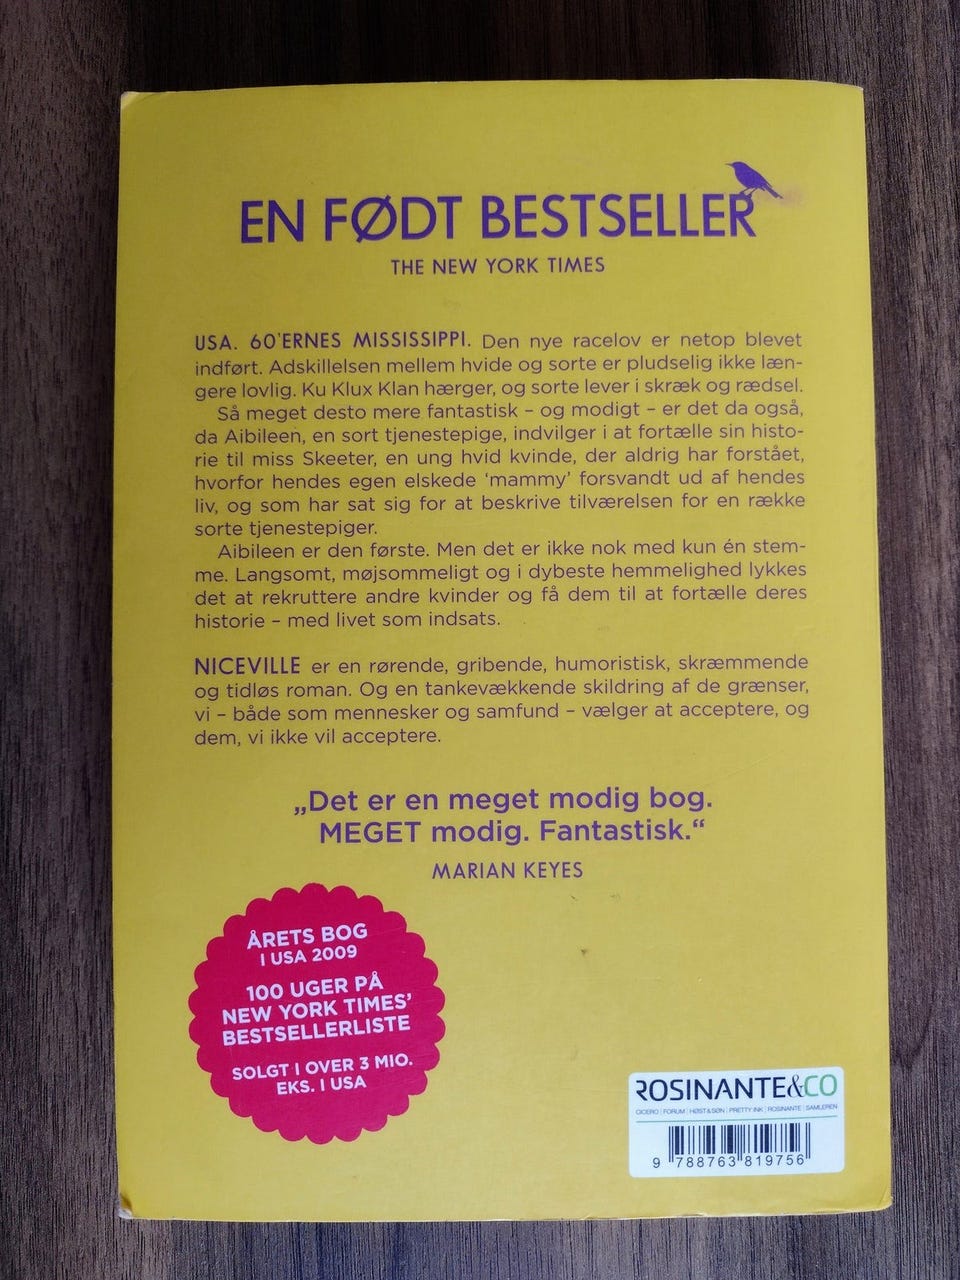 EN FØDT BESTSELLER
THE NEW YORK TIMES
USA. 60'ERNES MISSISSIPPI. Den nye racelov er netop blevet
indført. Adskillelsen mellem hvide og sorte er pludselig ikke læn-
gere lovlig. Ku Klux Klan hærger, og sorte lever i skræk og rædsel.
Så meget desto mere fantastisk – og modigt – er det da også,
da Aibileen, en sort tjenestepige, indvilger i at fortælle sin histo-
rie til miss Skeeter, en ung hvid kvinde, der aldrig har forstået,
hvorfor hendes egen elskede 'mammy' forsvandt ud af hendes
liv, og som har sat sig for at beskrive tilværelsen for en række
sorte tjenestepiger.
Aibileen er den første. Men det er ikke nok med kun én stem-
me. Langsomt, møjsommeligt og i dybeste hemmelighed lykkes
det at rekruttere andre kvinder og få dem til at fortælle deres
historie – med livet som indsats.
NICEVILLE er en rørende, gribende, humoristisk, skræmmende
og tidløs roman. Og en tankevækkende skildring af de grænser,
vi – både som mennesker og samfund – vælger at acceptere, og
dem, vi ikke vil acceptere.
„Det er en meget modig bog.
MEGET modig. Fantastisk.“
MARIAN KEYES
ÅRETS BOG
I USA 2009
100 UGER PÅ
NEW YORK TIMES'
BESTSELLERLISTE
SOLGT I OVER 3 MIO.
EKS. I USA
ROSINANTE&CO
CICERO | FORUM | HØST&SØN | PRETTY INK | ROSINANTE | SAMLEREN
9 788763 819756